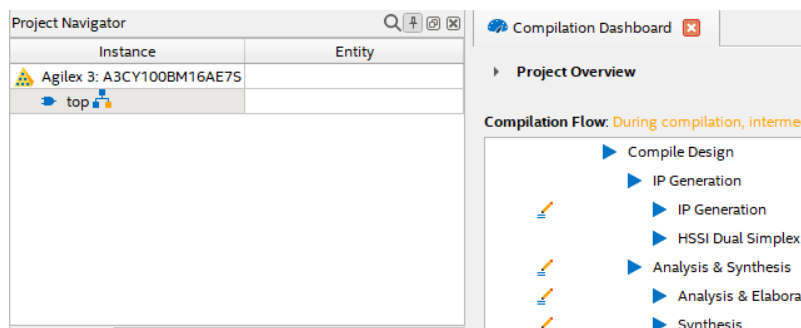 Project Navigator
Instance Entity
Agilex 3: A3CY100BM16AE7S
top
Compilation Dashboard
Project Overview
Compilation Flow: During compilation, interme
Compile Design
IP Generation
IP Generation
HSSI Dual Simplex
Analysis & Synthesis
Analysis & Elabora
Synthesis